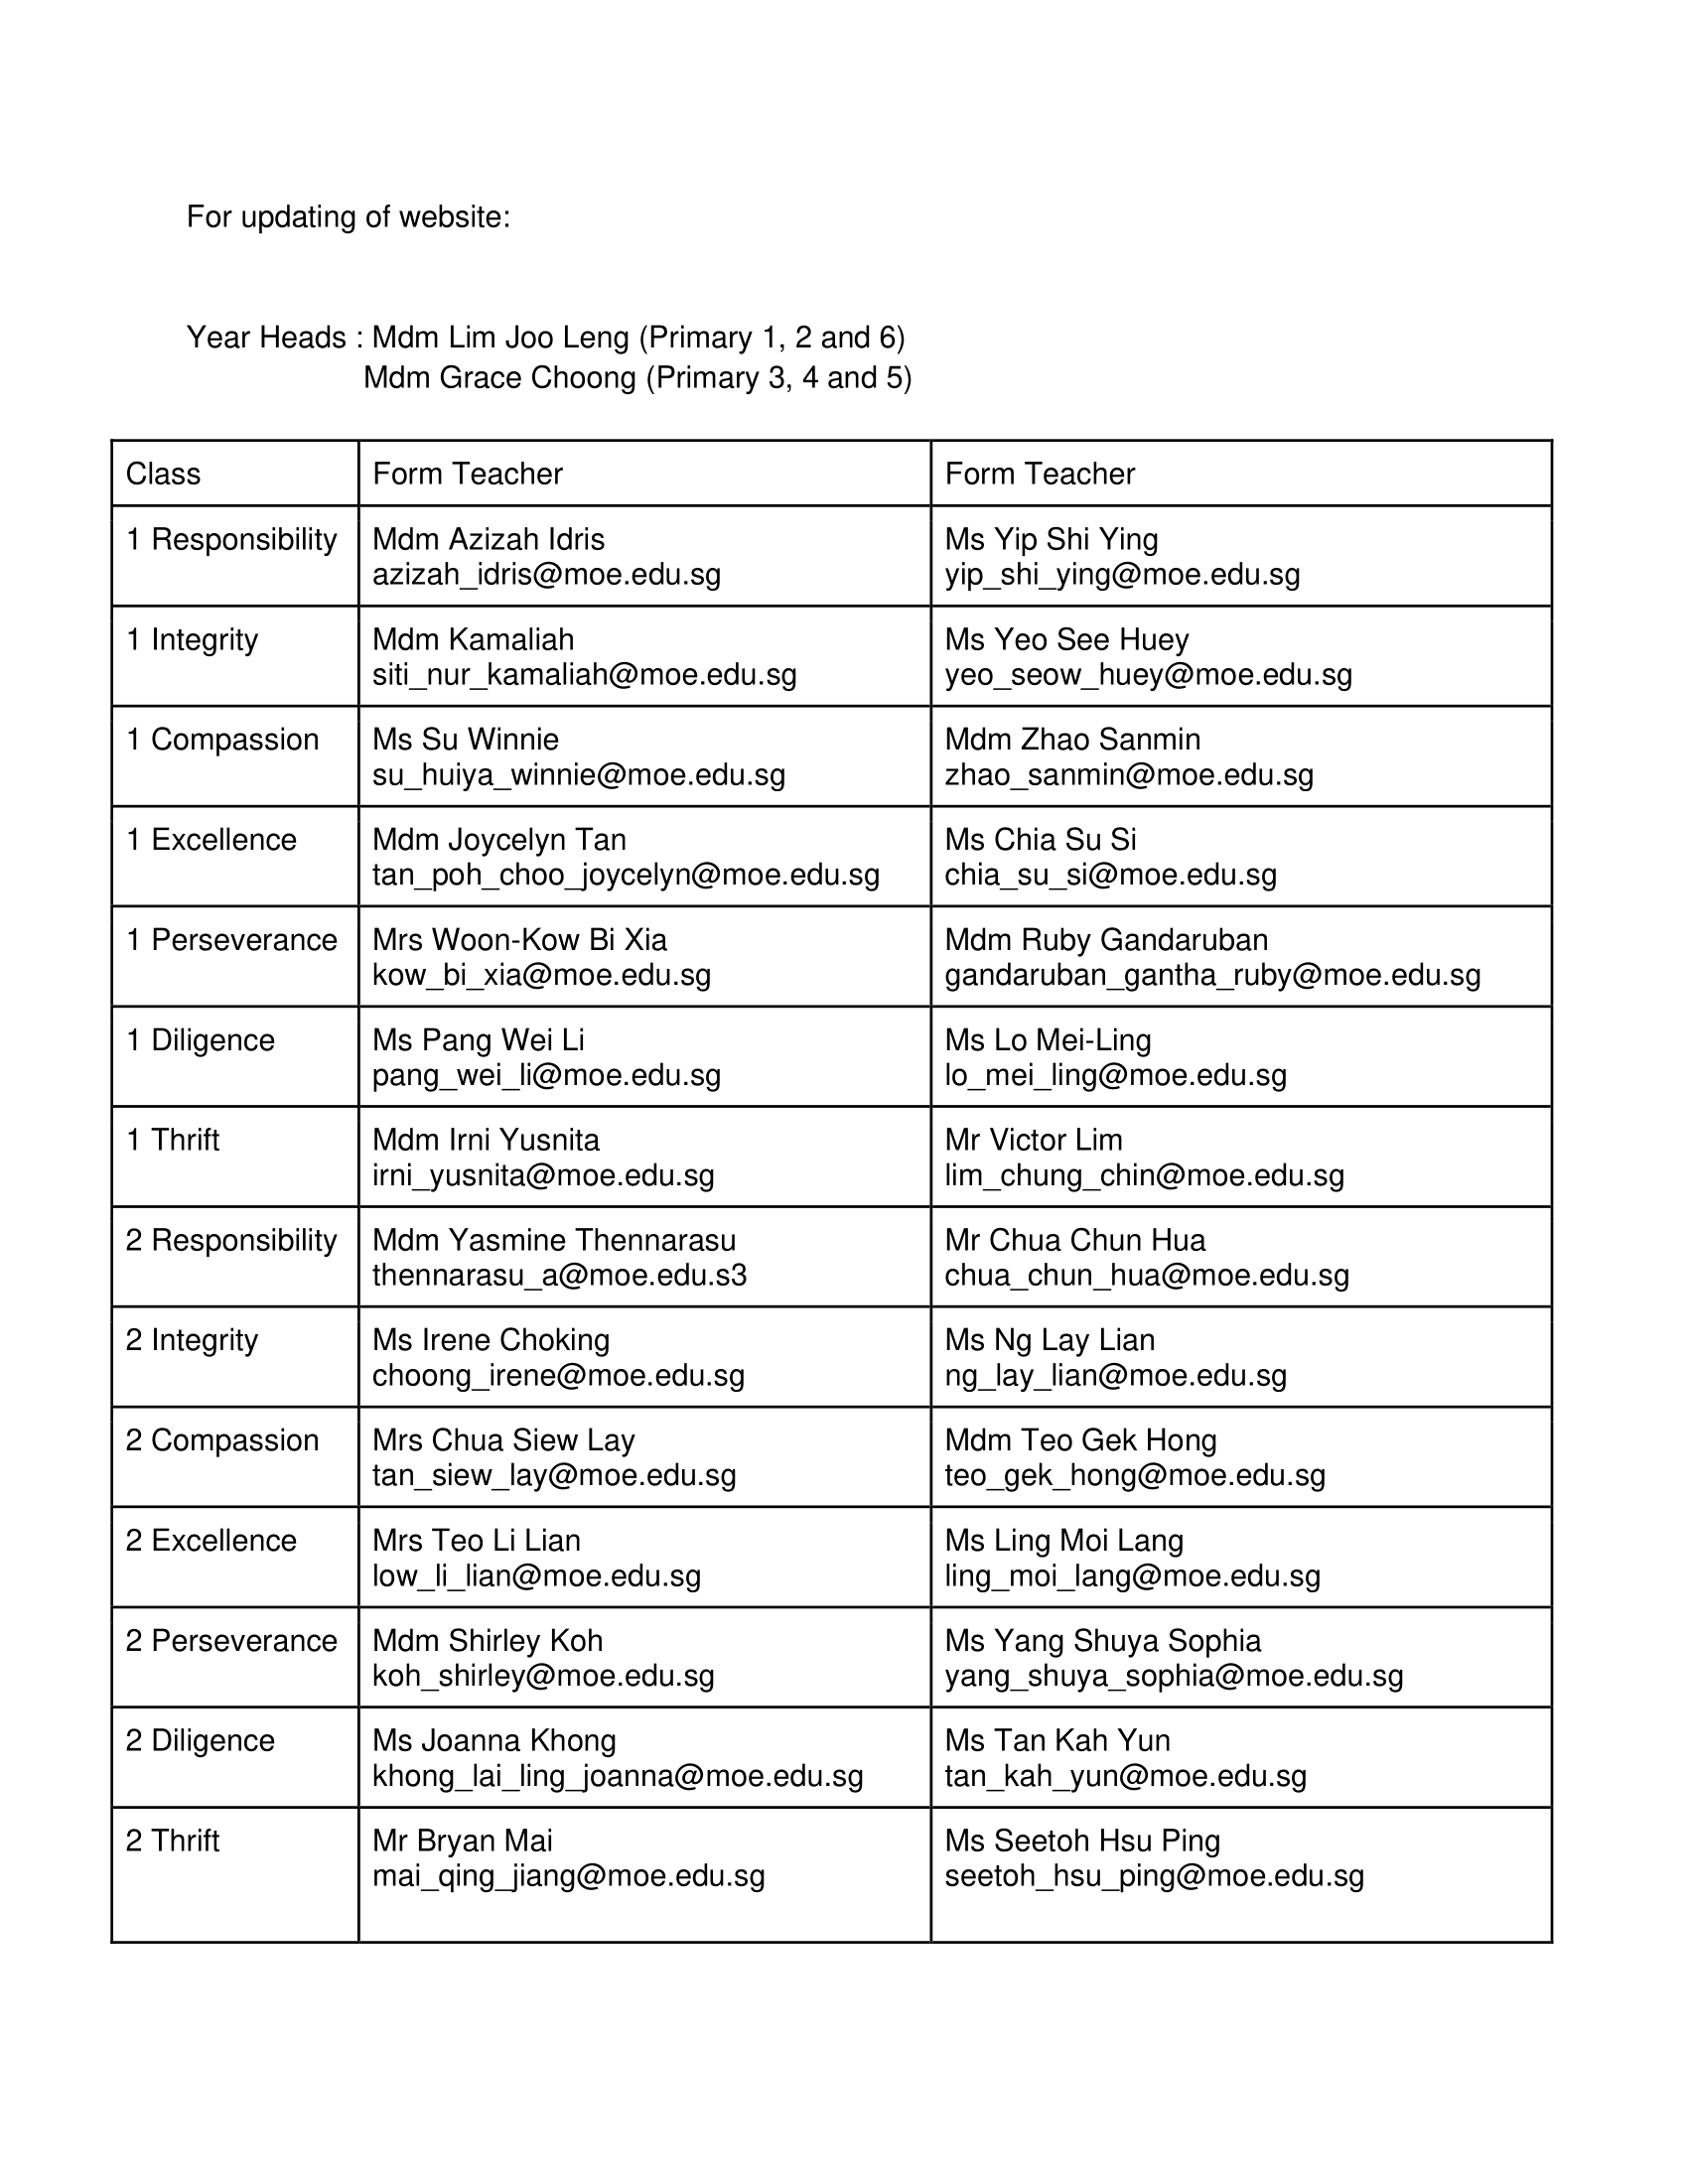 For updating of website:
Year Heads : Mdm Lim Joo Leng (Primary 1, 2 and 6)
Mdm Grace Choong (Primary 3, 4 and 5)
Class Form Teacher Form Teacher
1 Responsibility Mdm Azizah Idris Ms Yip Shi Ying
azizah_idris@moe.edu.sg yip_shi_ying@moe.edu.sg
1 Integrity Mdm Kamaliah Ms Yeo See Huey
siti_nur_kamaliah@moe.edu.sg yeo_seow_huey@moe.edu.sg
1 Compassion Ms Su Winnie Mdm Zhao Sanmin
su_huiya_winnie@moe.edu.sg zhao_sanmin@moe.edu.sg
1 Excellence Mdm Joycelyn Tan Ms Chia Su Si
tan_poh_choo_joycelyn@moe.edu.sg chia_su_si@moe.edu.sg
1 Perseverance Mrs Woon-Kow Bi Xia Mdm Ruby Gandaruban
kow_bi_xia@moe.edu.sg gandaruban_gantha_ruby@moe.edu.sg
1 Diligence Ms Pang Wei Li Ms Lo Mei-Ling
pang_wei_li@moe.edu.sg lo_mei_ling@moe.edu.sg
1 Thrift Mdm Irni Yusnita Mr Victor Lim
irni_yusnita@moe.edu.sg lim_chung_chin@moe.edu.sg
2 Responsibility Mdm Yasmine Thennarasu Mr Chua Chun Hua
thennarasu_a@moe.edu.s3 chua_chun_hua@moe.edu.sg
2 Integrity Ms Irene Choking Ms Ng Lay Lian
choong_irene@moe.edu.sg ng_lay_lian@moe.edu.sg
2 Compassion Mrs Chua Siew Lay Mdm Teo Gek Hong
tan_siew_lay@moe.edu.sg teo_gek_hong@moe.edu.sg
2 Excellence Mrs Teo Li Lian Ms Ling Moi Lang
low_li_lian@moe.edu.sg ling_moi_lang@moe.edu.sg
2 Perseverance Mdm Shirley Koh Ms Yang Shuya Sophia
koh_shirley@moe.edu.sg yang_shuya_sophia@moe.edu.sg
2 Diligence Ms Joanna Khong Ms Tan Kah Yun
khong_lai_ling_joanna@moe.edu.sg tan_kah_yun@moe.edu.sg
2 Thrift Mr Bryan Mai Ms Seetoh Hsu Ping
mai_qing_jiang@moe.edu.sg seetoh_hsu_ping@moe.edu.sg